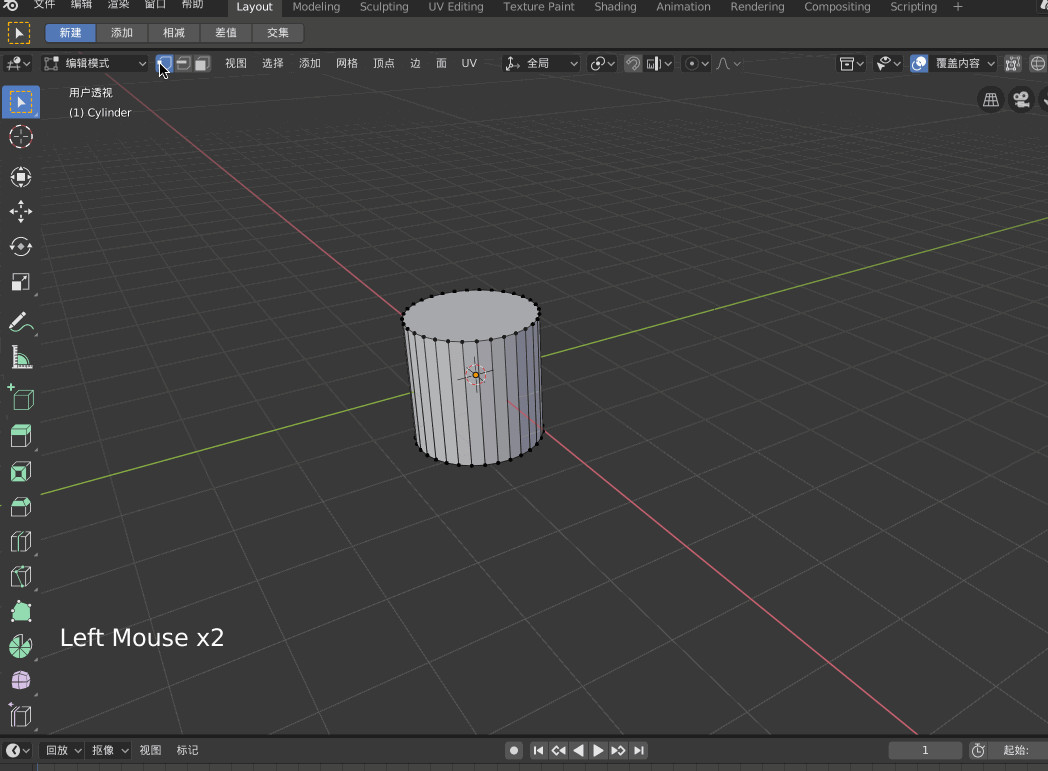 文件 编辑 渲染 窗口 帮助 Layout Modeling Sculpting UV Editing Texture Paint Shading Animation Rendering Compositing Scripting +
新建 添加 相减 差值 交集
编辑模式 视图 选择 添加 网格 顶点 边 面 UV 全局 覆盖内容
用户透视
(1) Cylinder
Left Mouse x2
回放 抠像 视图 标记 1 起始: